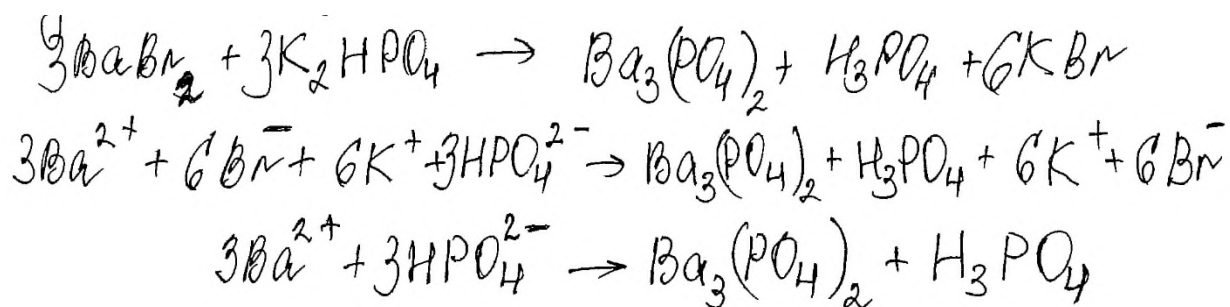 3BaBr₂ + 3K₂HPO₄ → Ba₃(PO₄)₂ + H₃PO₄ + 6KBr
3Ba²⁺ + 6Br⁻ + 6K⁺ + 3HPO₄²⁻ → Ba₃(PO₄)₂ + H₃PO₄ + 6K⁺ + 6Br⁻
3Ba²⁺ + 3HPO₄²⁻ → Ba₃(PO₄)₂ + H₃PO₄